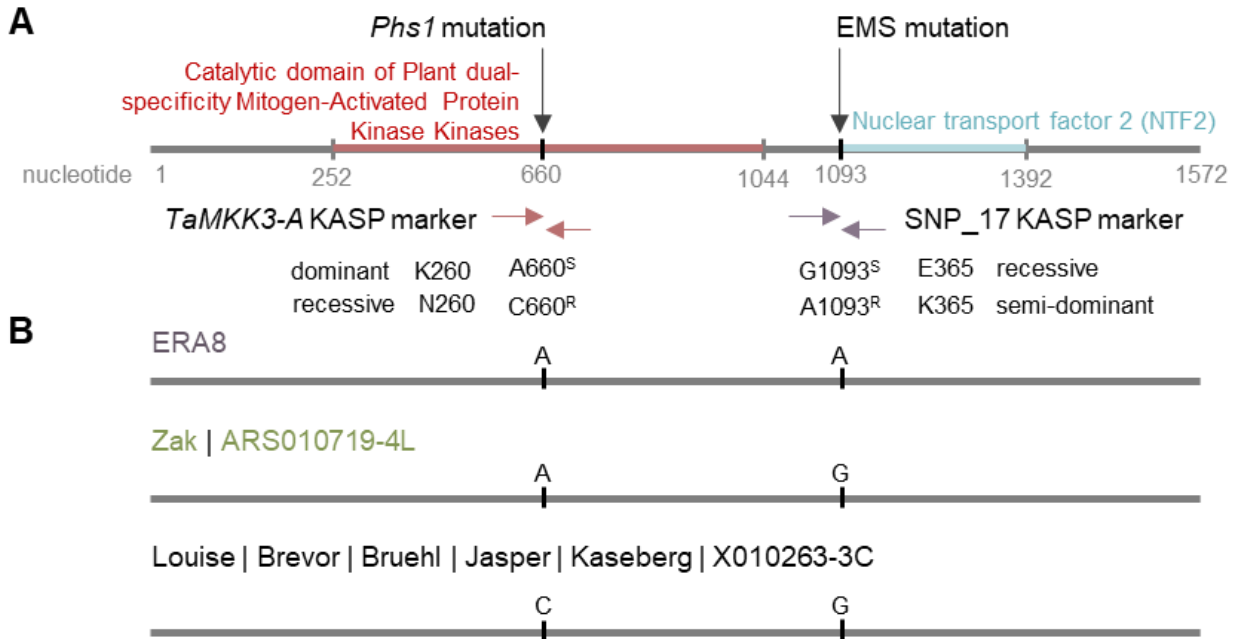 A
Phs1 mutation
EMS mutation
Catalytic domain of Plant dual-
specificity Mitogen-Activated Protein
Kinase Kinases
Nuclear transport factor 2 (NTF2)
nucleotide 1 252 660 1044 1093 1392 1572
TaMKK3-A KASP marker
SNP_17 KASP marker
dominant K260 A660S G1093S E365 recessive
recessive N260 C660R A1093R K365 semi-dominant
B
ERA8
A A
Zak | ARS010719-4L
A G
Louise | Brevor | Bruehl | Jasper | Kaseberg | X010263-3C
C G